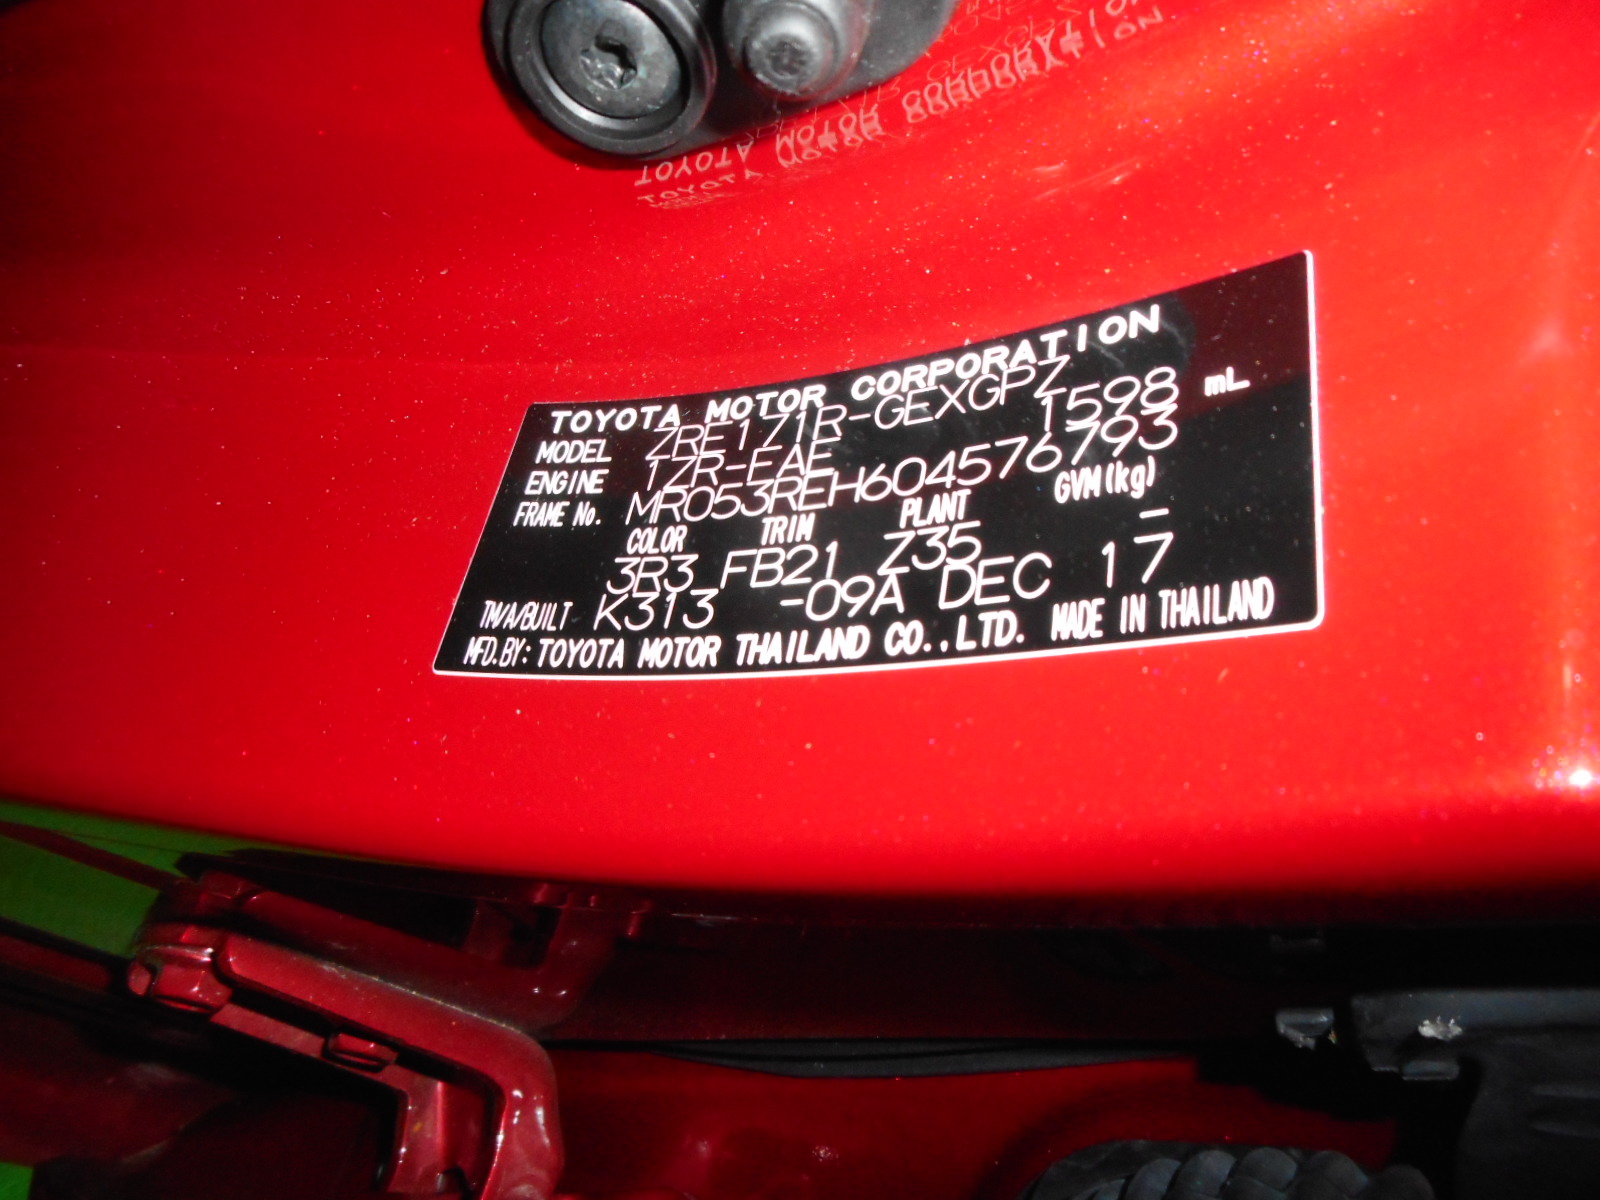 TOYOTA MOTOR CORPORATION
MODEL ZRE171R-GEXGPZ
ENGINE 1ZR-FAE 1598 mL
FRAME No. MR053REH604576793
COLOR TRIM PLANT GVM(kg)
3R3 FB21 Z35 –
TM/A/BUILT K313 -09A DEC 17
MFD.BY: TOYOTA MOTOR THAILAND CO.,LTD. MADE IN THAILAND